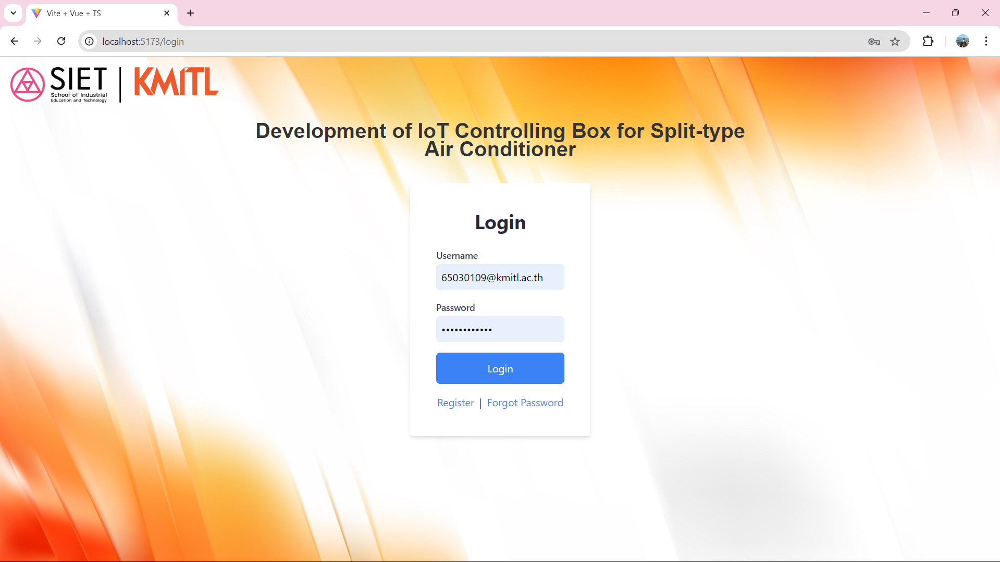 Vite + Vue + TS
localhost:5173/login
SIET
School of Industrial
Education and Technology
KMITL
Development of IoT Controlling Box for Split-type
Air Conditioner
Login
Username
65030109@kmitl.ac.th
Password
••••••••••••
Login
Register | Forgot Password